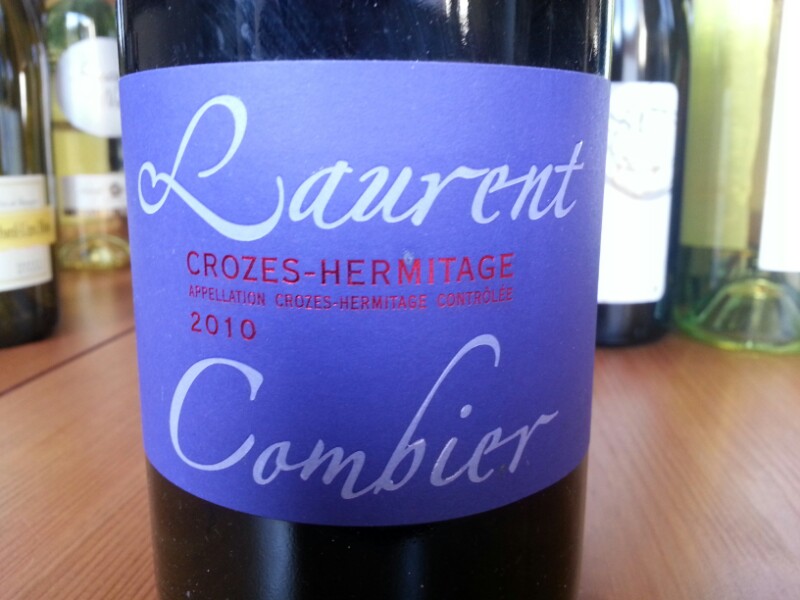 Laurent
CROZES-HERMITAGE
APPELLATION CROZES-HERMITAGE CONTRÔLÉE
2010
Combier